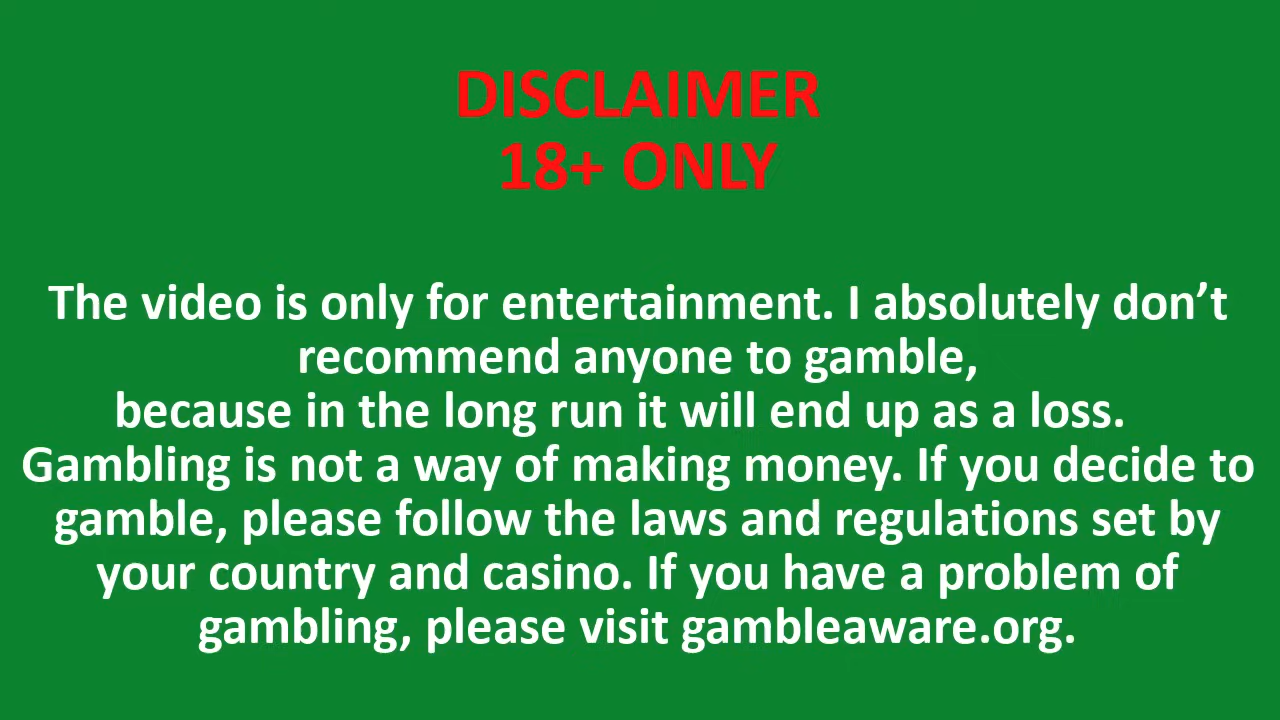 DISCLAIMER
18+ ONLY
The video is only for entertainment. I absolutely don’t
recommend anyone to gamble,
because in the long run it will end up as a loss.
Gambling is not a way of making money. If you decide to
gamble, please follow the laws and regulations set by
your country and casino. If you have a problem of
gambling, please visit gambleaware.org.